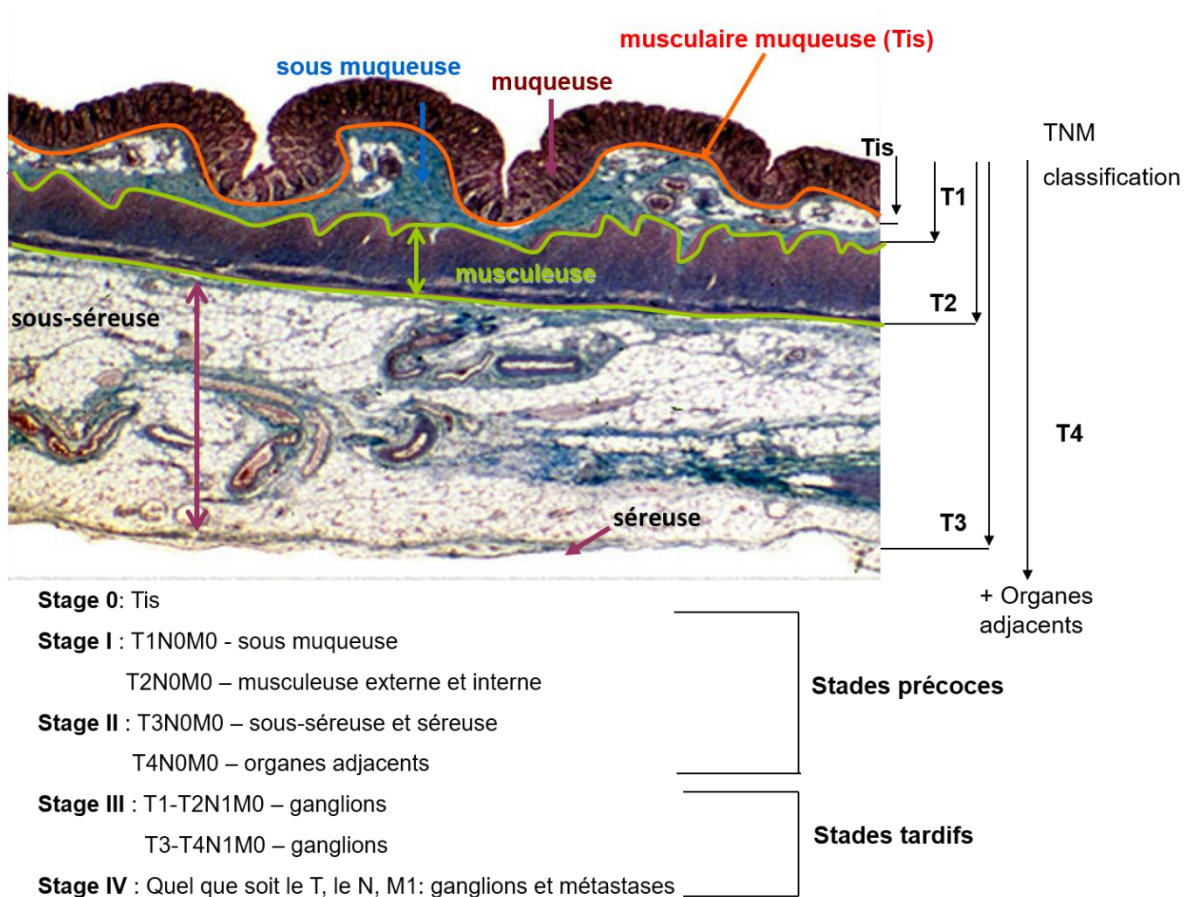 musculaire muqueuse (Tis)
sous muqueuse
muqueuse
Tis
TNM
classification
T1
musculeuse
T2
sous-séreuse
T4
T3
séreuse
+ Organes
adjacents
Stage 0: Tis
Stage I : T1N0M0 - sous muqueuse
T2N0M0 – musculeuse externe et interne
Stades précoces
Stage II : T3N0M0 – sous-séreuse et séreuse
T4N0M0 – organes adjacents
Stage III : T1-T2N1M0 – ganglions
T3-T4N1M0 – ganglions
Stades tardifs
Stage IV : Quel que soit le T, le N, M1: ganglions et métastases